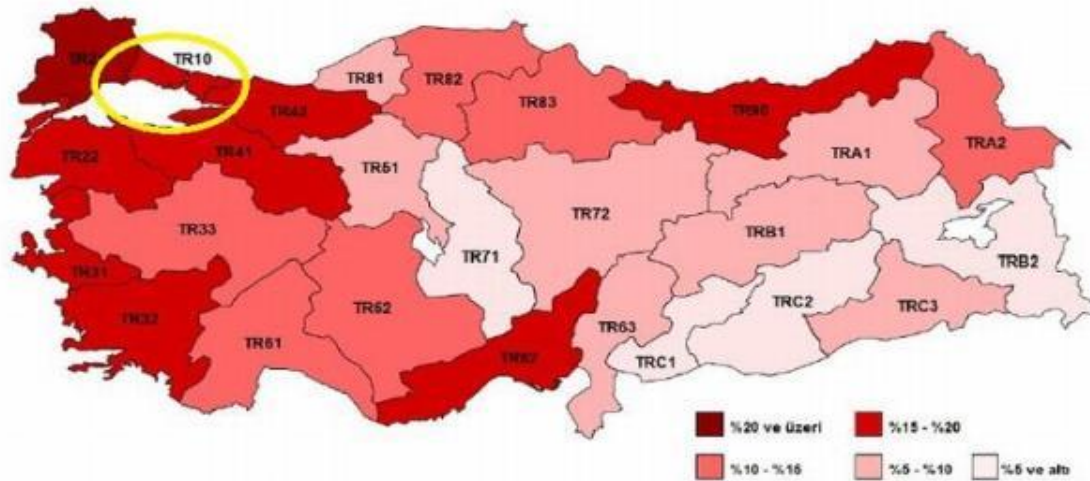 TR10
TR81
TR82
TR83
TR90
TRA1
TRA2
TR42
TR22
TR41
TR51
TR72
TRB1
TR33
TR71
TRB2
TR31
TRC2
TRC3
TR32
TR52
TR63
TR61
TR62
TRC1
%20 ve üzeri
%15 - %20
%10 - %15
%5 - %10
%5 ve altı